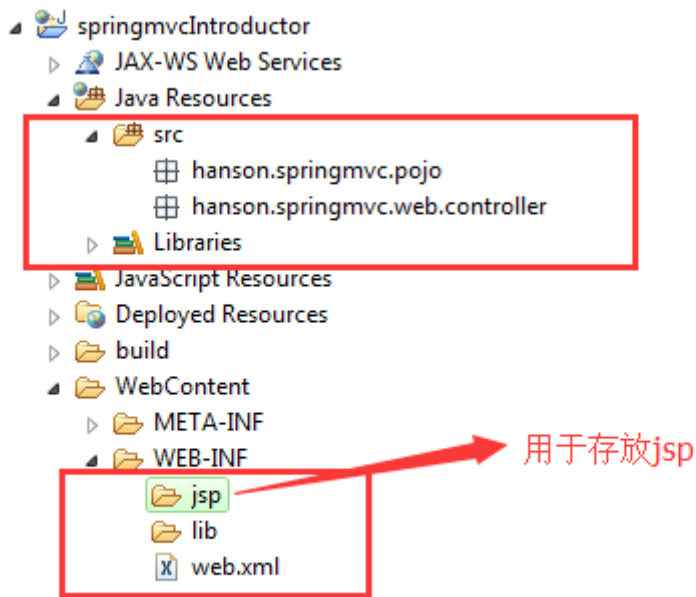 springmvcIntroductor
JAX-WS Web Services
Java Resources
src
hanson.springmvc.pojo
hanson.springmvc.web.controller
Libraries
JavaScript Resources
Deployed Resources
build
WebContent
META-INF
WEB-INF
用于存放jsp
jsp
lib
web.xml